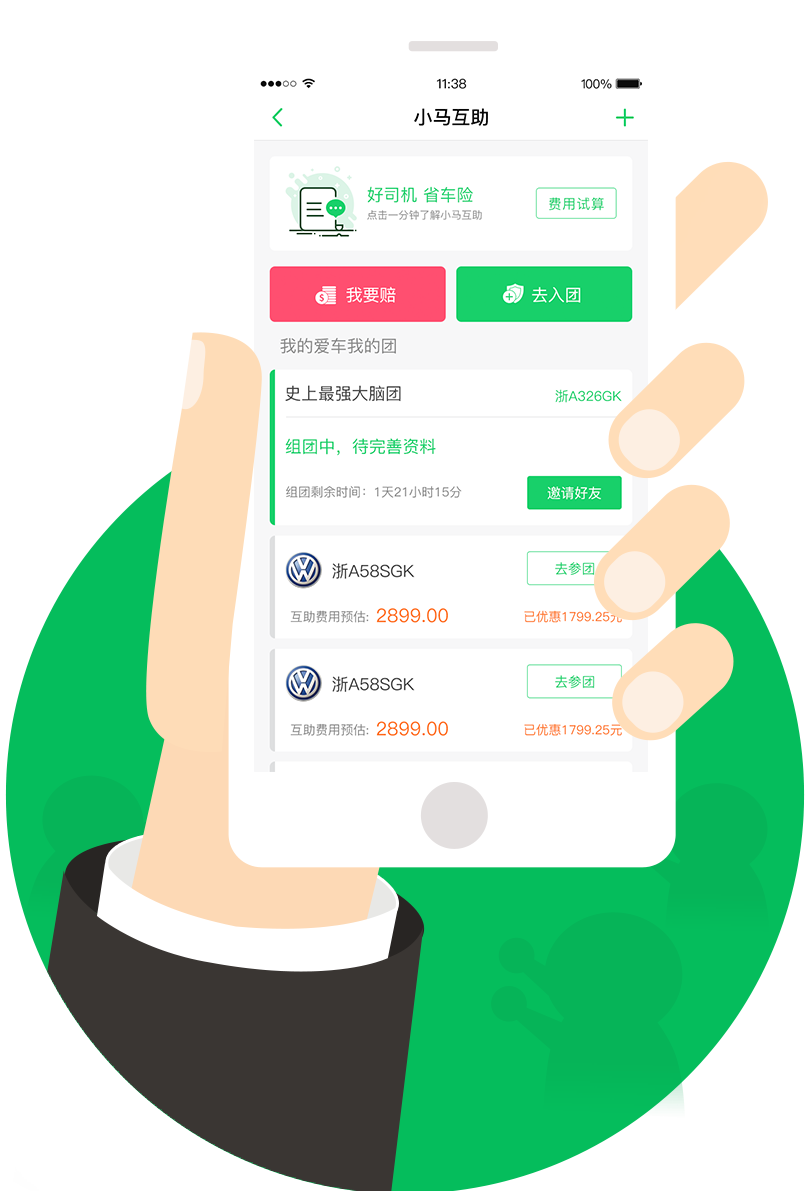 11:38
100%
小马互助
好司机 省车险
点击一分钟了解小马互助
费用试算
我要赔
去入团
我的爱车我的团
史上最强大脑团
浙A326GK
组团中，待完善资料
组团剩余时间：1天21小时15分
邀请好友
浙A58SGK
去参团
互助费用预估: 2899.00
已优惠1799.25元
浙A58SGK
去参团
互助费用预估: 2899.00
已优惠1799.25元